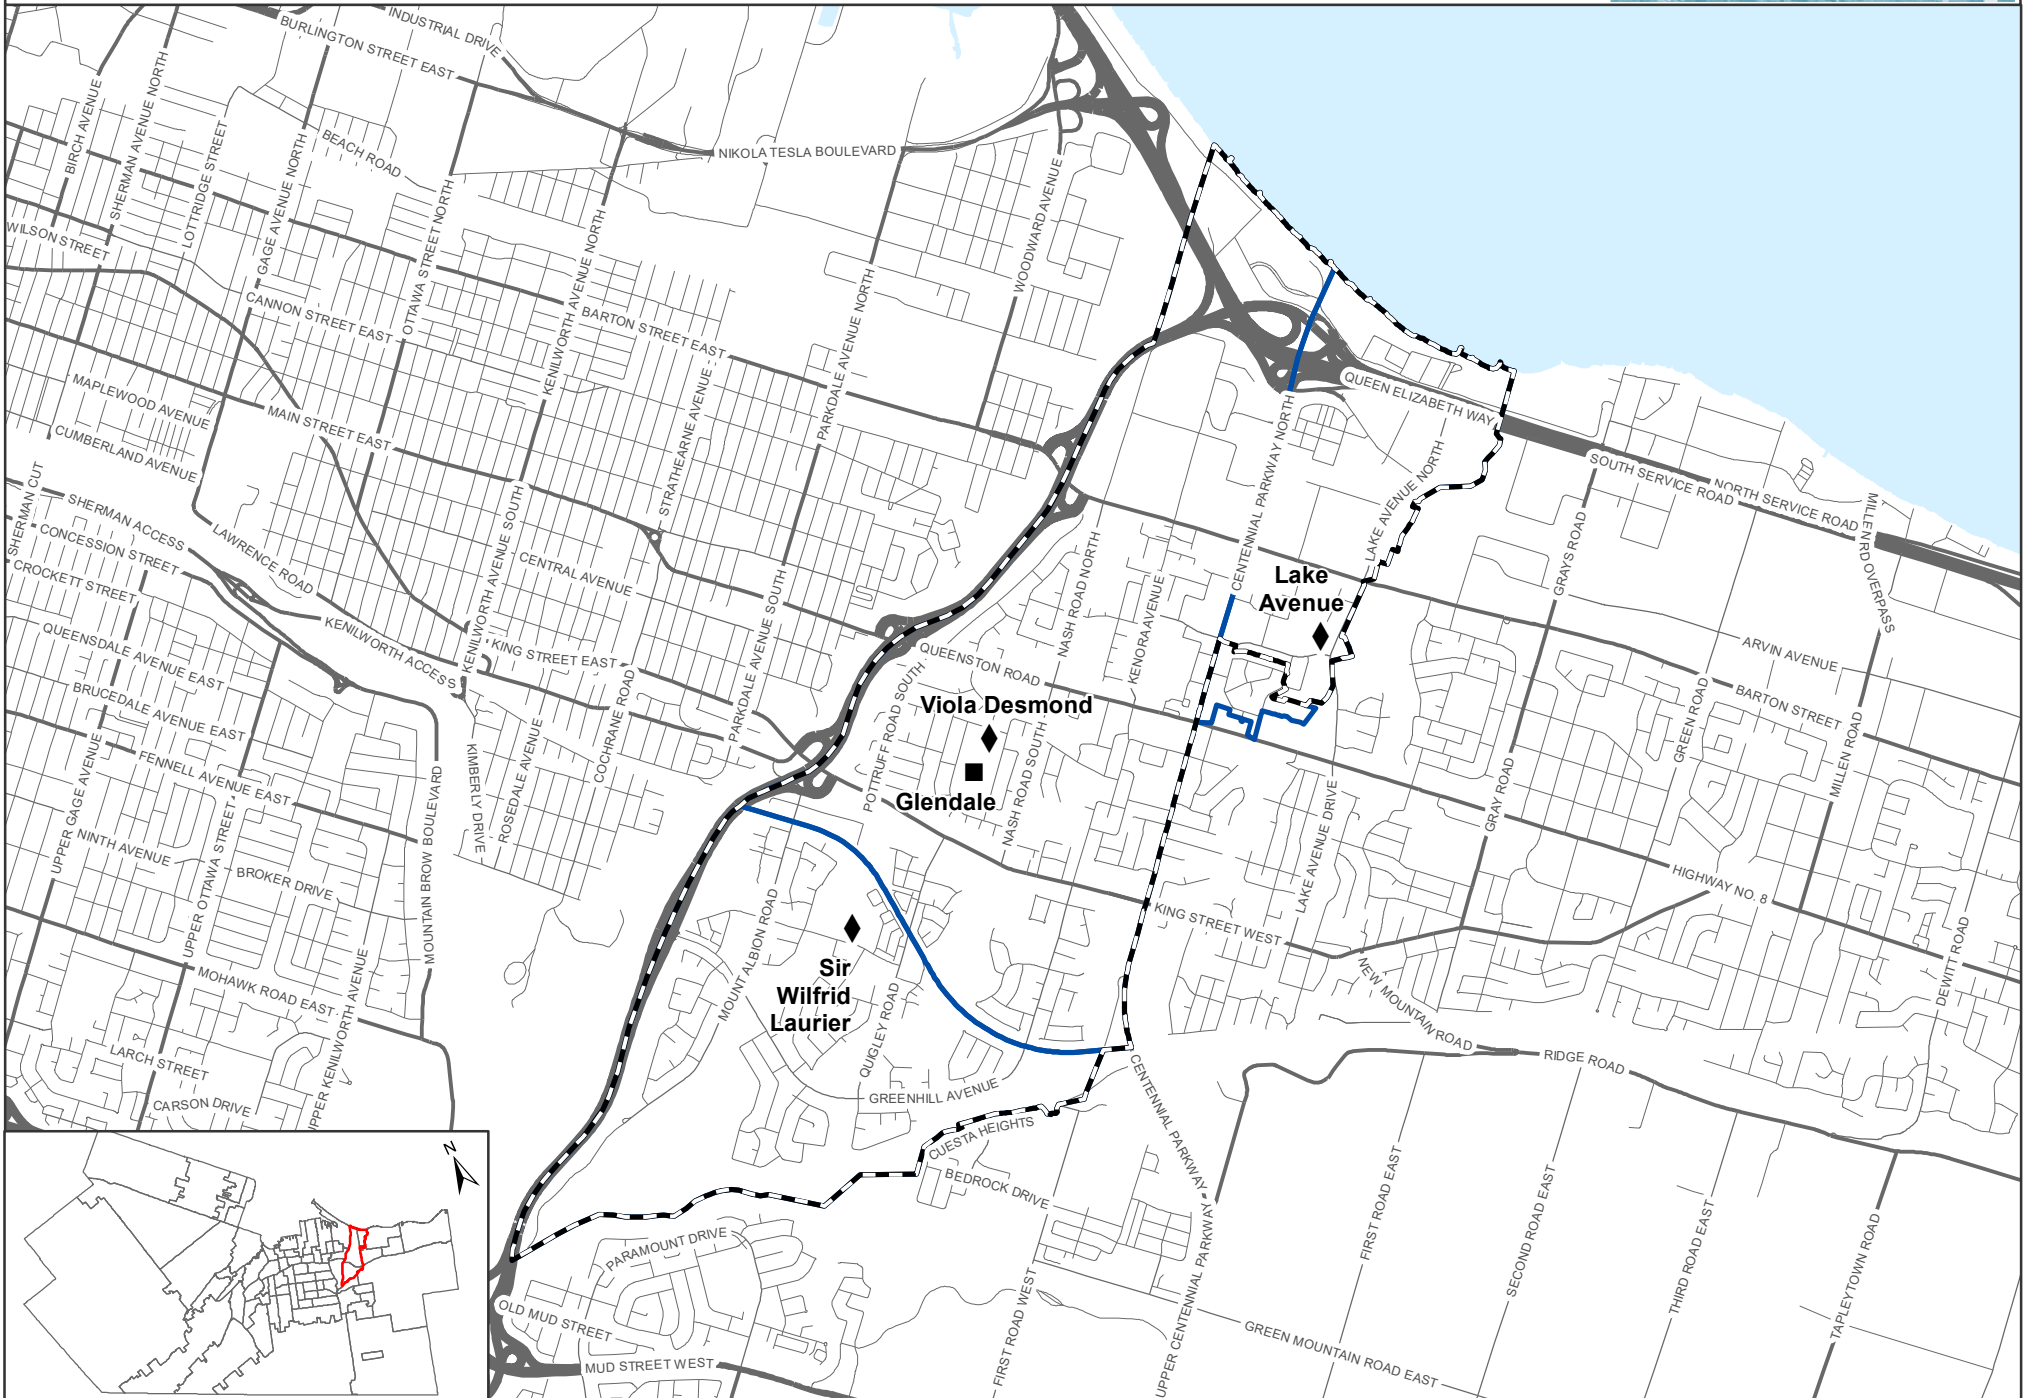 INDUSTRIAL DRIVE
BURLINGTON STREET EAST
BIRCH AVENUE
SHERMAN AVENUE NORTH
LOTTRIDGE STREET
BEACH ROAD
GAGE AVENUE NORTH
NIKOLA TESLA BOULEVARD
WOODWARD AVENUE
OTTAWA STREET NORTH
KENILWORTH AVENUE NORTH
WILSON STREET
CANNON STREET EAST
BARTON STREET EAST
PARKDALE AVENUE NORTH
STRATHEARNE AVENUE
MAPLEWOOD AVENUE
MAIN STREET EAST
CUMBERLAND AVENUE
QUEEN ELIZABETH WAY
CENTENNIAL PARKWAY NORTH
LAKE AVENUE NORTH
SOUTH SERVICE ROAD
NORTH SERVICE ROAD
MILLEN RD OVERPASS
GRAYS ROAD
SHERMAN CUT
SHERMAN ACCESS
CONCESSION STREET
CROCKETT STREET
LAWRENCE ROAD
KENILWORTH AVENUE SOUTH
CENTRAL AVENUE
PARKDALE AVENUE SOUTH
NASH ROAD NORTH
KENORA AVENUE
Lake
Avenue
ARVIN AVENUE
BARTON STREET
QUEENSDALE AVENUE EAST
KENILWORTH ACCESS
KENILWORTH AVENUE SOUTH
KING STREET EAST
PARKDALE AVENUE SOUTH
QUEENSTON ROAD
POTTRUFF ROAD SOUTH
Viola Desmond
Glendale
NASH ROAD SOUTH
BRUCEDALE AVENUE EAST
FENNELL AVENUE EAST
UPPER GAGE AVENUE
NINTH AVENUE
BROKER DRIVE
UPPER OTTAWA STREET
MOUNTAIN BROW BOULEVARD
KIMBERLY DRIVE
ROSEDALE AVENUE
COCHRANE ROAD
LAKE AVENUE DRIVE
GRAY ROAD
GREEN ROAD
MILLEN ROAD
HIGHWAY NO. 8
KING STREET WEST
DEWITT ROAD
MOHAWK ROAD EAST
UPPER KENILWORTH AVENUE
MOUNT ALBION ROAD
Sir
Wilfrid
Laurier
QUIGLEY ROAD
NEW MOUNTAIN ROAD
RIDGE ROAD
LARCH STREET
CARSON DRIVE
GREENHILL AVENUE
CUESTA HEIGHTS
BEDROCK DRIVE
CENTENNIAL PARKWAY
UPPER CENTENNIAL PARKWAY
FIRST ROAD EAST
SECOND ROAD EAST
THIRD ROAD EAST
TAPLEYTOWN ROAD
N
PARAMOUNT DRIVE
OLD MUD STREET
MUD STREET WEST
FIRST ROAD WEST
GREEN MOUNTAIN ROAD EAST